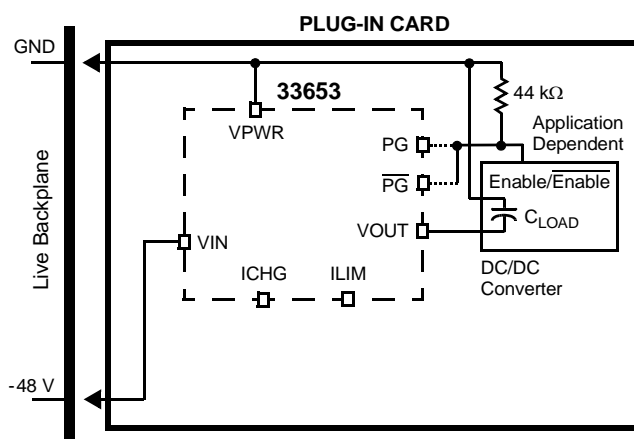 PLUG-IN CARD
GND
33653
44 kΩ
VPWR
Application
Dependent
PG
Enable/Enable
PG
CLOAD
VOUT
VIN
ICHG
ILIM
DC/DC
Converter
Live Backplane
-48 V